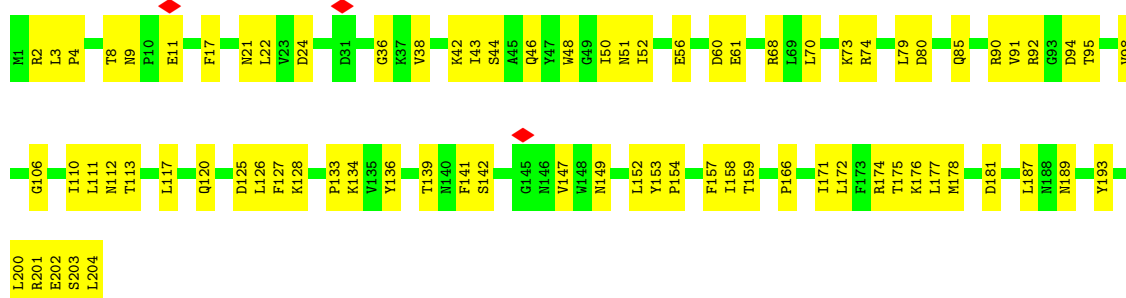 M1 R2 L3 P4 T8 N9 P10 E11 F17 N21 L22 V23 D24 D31 G36 K37 V38 K42 I43 S44 A45 Q46 Y47 W48 G49 I50 N51 I52 E56 D60 E61 R68 L69 L70 K73 R74 L79 D80 Q85 R90 V91 R92 G93 D94 T95 V98
G106 I110 L111 N112 T113 L117 Q120 D125 L126 F127 K128 P133 K134 V135 Y136 T139 N140 F141 S142 G145 N146 V147 W148 N149 L152 Y153 P154 F157 I158 T159 P166 I171 L172 F173 R174 T175 K176 L177 M178 D181 L187 N188 N189 Y193
L200 R201 E202 S203 L204